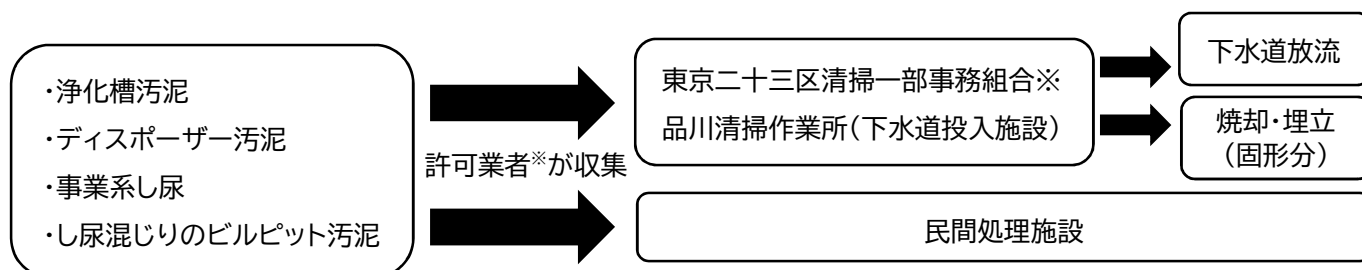 ・浄化槽汚泥
・ディスポーザー汚泥
・事業系し尿
・し尿混じりのビルピット汚泥
許可業者※が収集
東京二十三区清掃一部事務組合※
品川清掃作業所(下水道投入施設)
下水道放流
焼却・埋立
(固形分)
民間処理施設